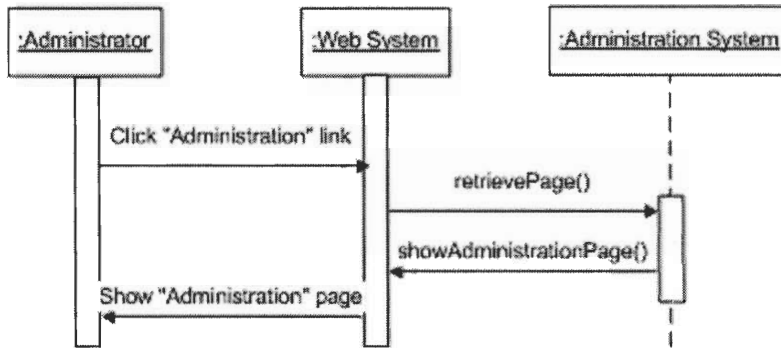 :Administrator
:Web System
:Administration System
Click "Administration" link
retrievePage()
showAdministrationPage()
Show "Administration" page